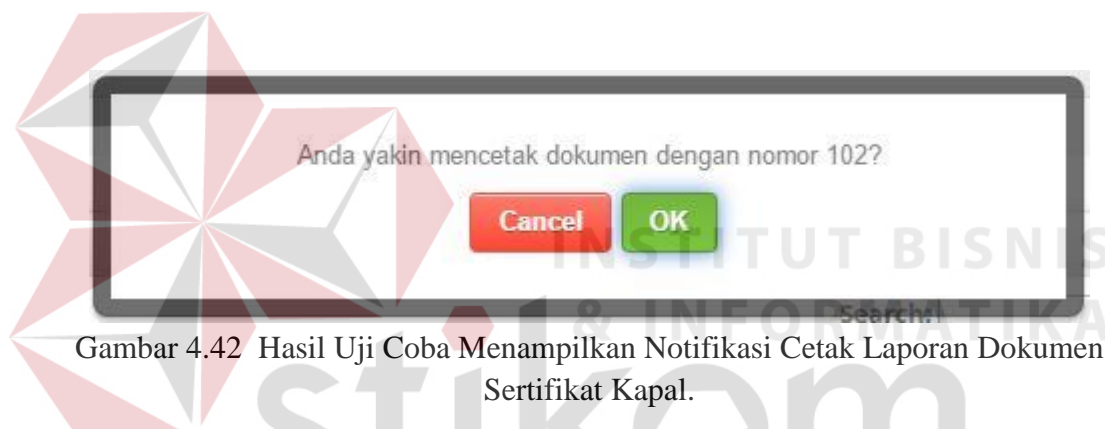 Anda yakin mencetak dokumen dengan nomor 102?
Cancel OK
INSTITUT BISNIS
& INFORMATIKA
Search:
Gambar 4.42 Hasil Uji Coba Menampilkan Notifikasi Cetak Laporan Dokumen
Sertifikat Kapal.
stikom